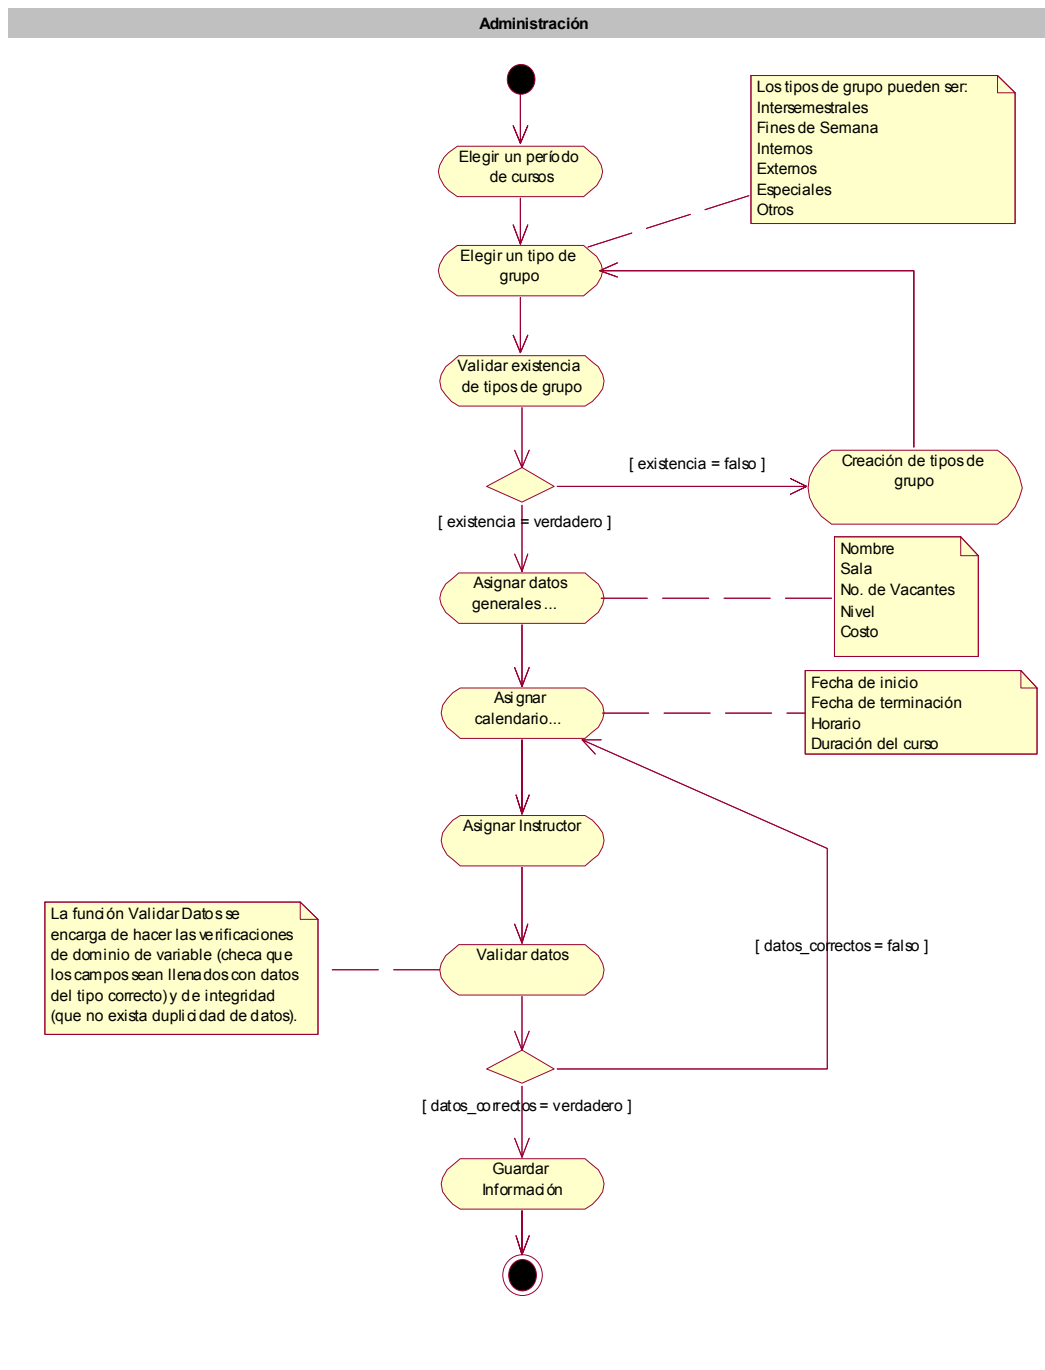 Administración
Los tipos de grupo pueden ser:
Intersemestrales
Fines de Semana
Internos
Externos
Especiales
Otros
Elegir un período
de cursos
Elegir un tipo de
grupo
Validar existencia
de tipos de grupo
[ existencia = falso ]
Creación de tipos de
grupo
[ existencia = verdadero ]
Asignar datos
generales ...
Nombre
Sala
No. de Vacantes
Nivel
Costo
Asignar
calendario...
Fecha de inicio
Fecha de terminación
Horario
Duración del curso
Asignar Instructor
La función Validar Datos se
encarga de hacer las verificaciones
de dominio de variable (checa que
los campos sean llenados con datos
del tipo correcto) y de integridad
(que no exista duplicidad de datos).
Validar datos
[ datos_correctos = falso ]
[ datos_correctos = verdadero ]
Guardar
Información